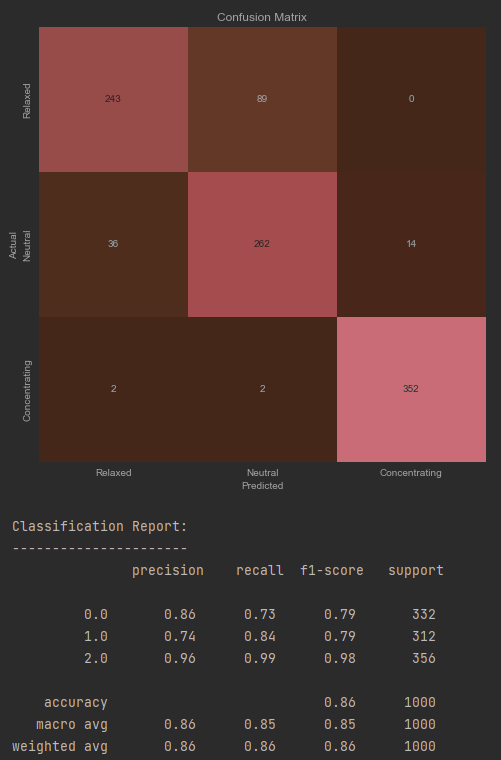 Confusion Matrix
Relaxed
243 89 0
Actual
Neutral
36 262 14
Concentrating
2 2 352
Relaxed Neutral Concentrating
Predicted
Classification Report:
----------------------
precision recall f1-score support
0.0 0.86 0.73 0.79 332
1.0 0.74 0.84 0.79 312
2.0 0.96 0.99 0.98 356
accuracy 0.86 1000
macro avg 0.86 0.85 0.85 1000
weighted avg 0.86 0.86 0.86 1000